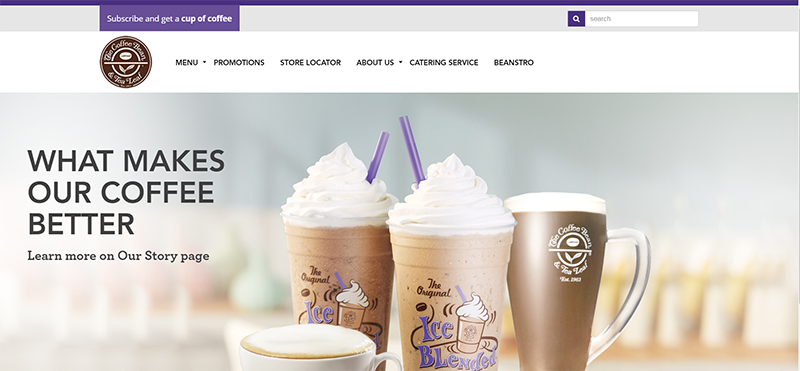 Subscribe and get a cup of coffee
search
The Coffee Bean
& Tea Leaf
MENU
PROMOTIONS
STORE LOCATOR
ABOUT US
CATERING SERVICE
BEANSTRO
WHAT MAKES
OUR COFFEE
BETTER
Learn more on Our Story page
The
Original
Ice
Blended
The
Original
Ice
BLended
The Coffee Bean
& Tea Leaf
Est. 1963